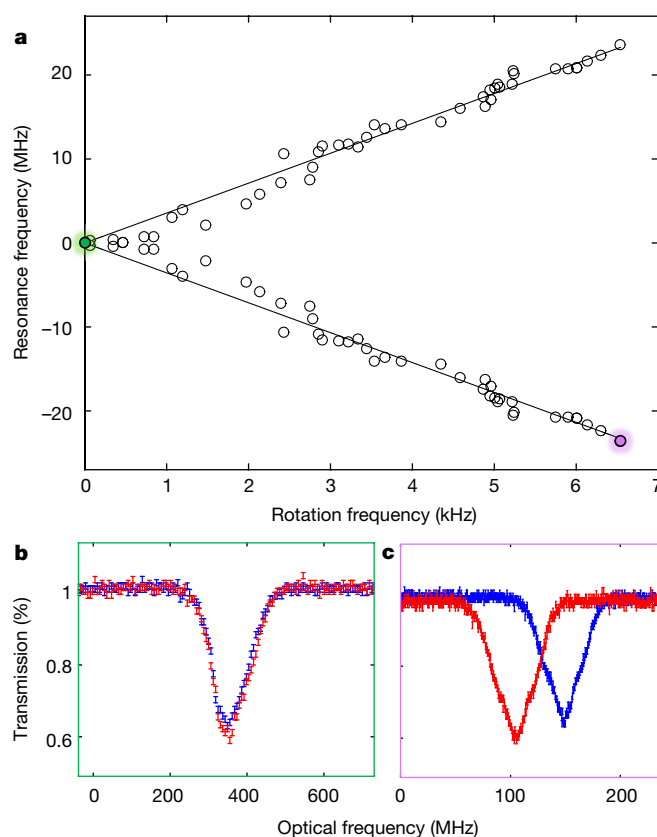 a
20
10
0
−10
−20
Resonance frequency (MHz)
0 1 2 3 4 5 6 7
Rotation frequency (kHz)
b
c
1
0.8
0.6
Transmission (%)
0 200 400 600
0 100 200
Optical frequency (MHz)